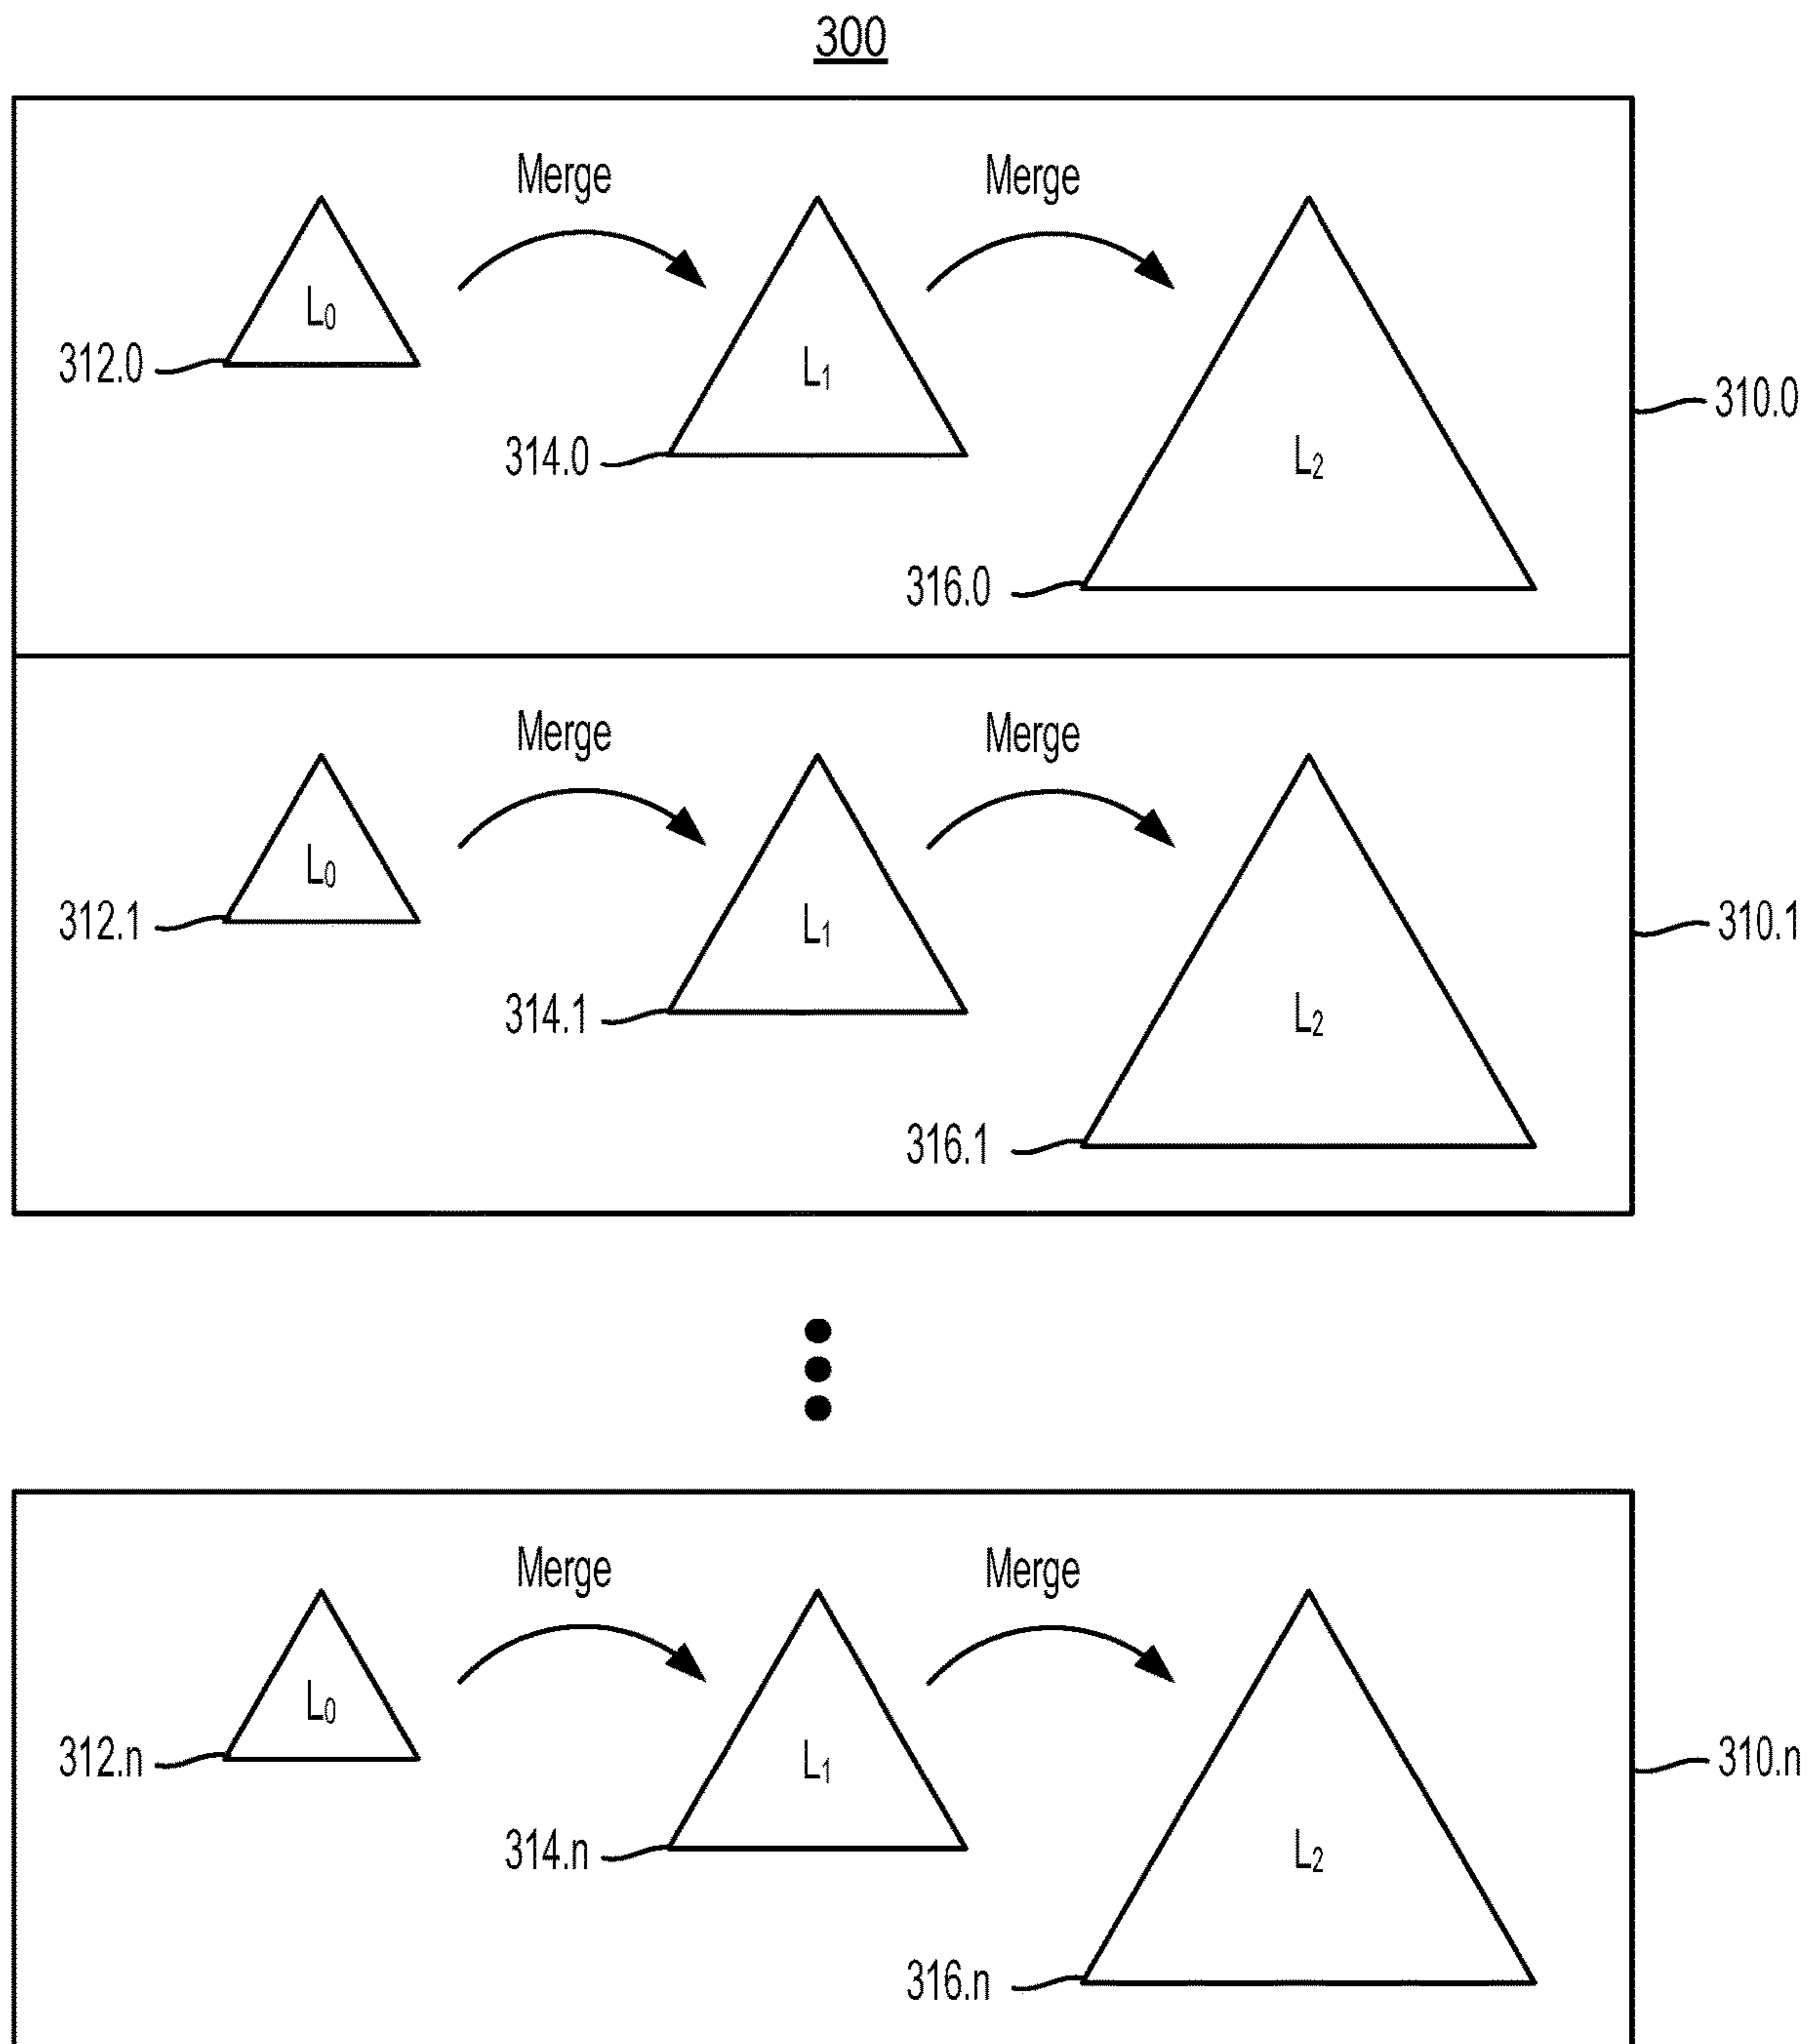 300
Merge
Merge
L₀
312.0
L₁
314.0
L₂
316.0
310.0
Merge
Merge
L₀
312.1
L₁
314.1
L₂
316.1
310.1
Merge
Merge
L₀
312.n
L₁
314.n
L₂
316.n
310.n